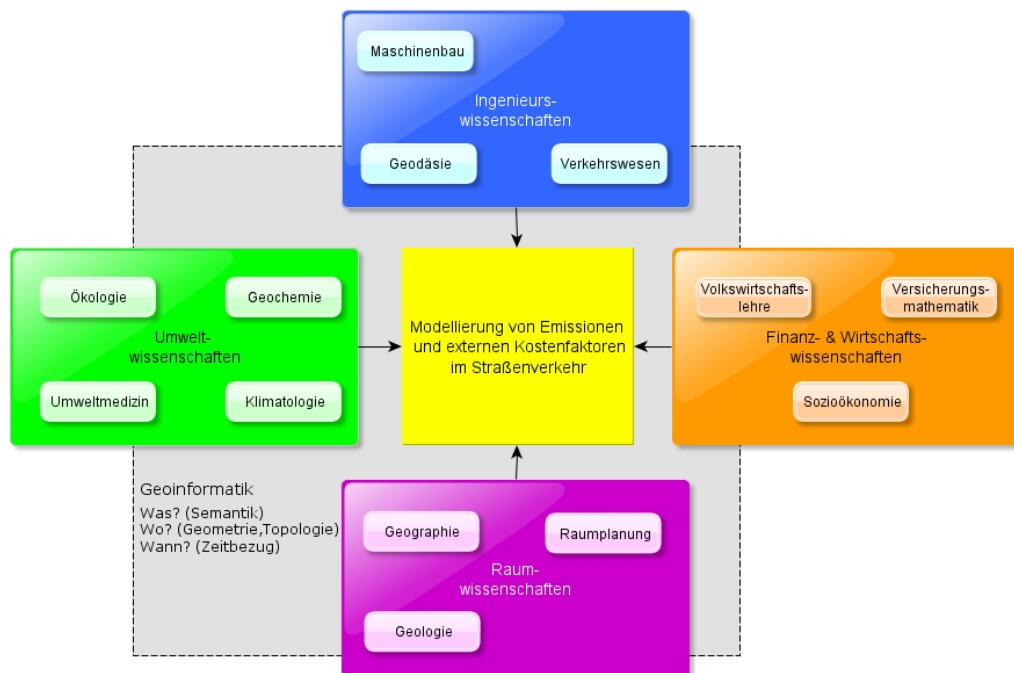 Maschinenbau
Ingenieurs-
wissenschaften
Geodäsie
Verkehrswesen
Ökologie
Geochemie
Umwelt-
wissenschaften
Umweltmedizin
Klimatologie
Modellierung von Emissionen
und externen Kostenfaktoren
im Straßenverkehr
Volkswirtschafts-
lehre
Versicherungs-
mathematik
Finanz- & Wirtschafts-
wissenschaften
Sozioökonomie
Geoinformatik
Was? (Semantik)
Wo? (Geometrie,Topologie)
Wann? (Zeitbezug)
Geographie
Raumplanung
Raum-
wissenschaften
Geologie